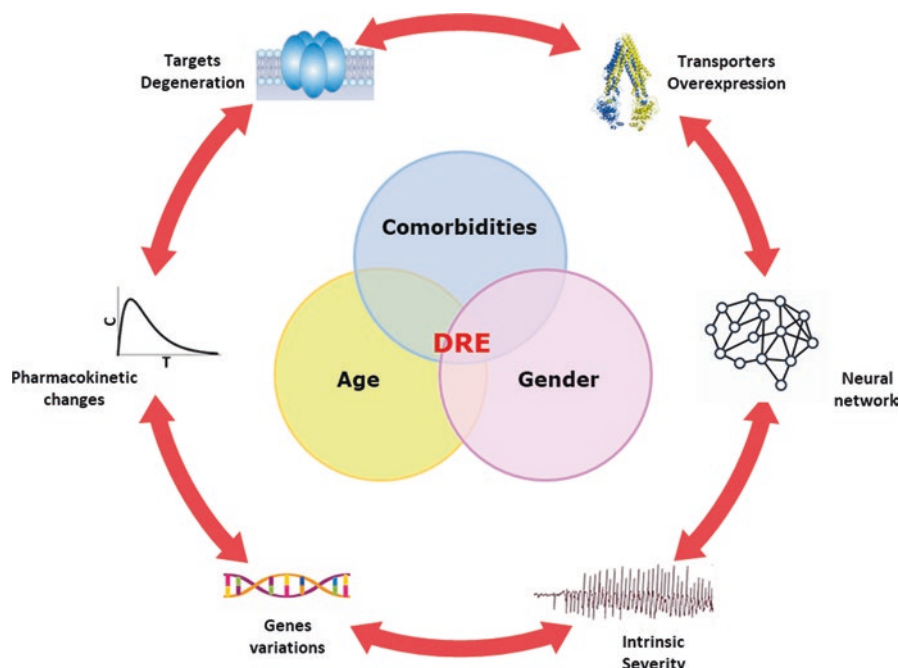 Targets
Degeneration
Transporters
Overexpression
Comorbidities
DRE
Age
Gender
C
T
Pharmacokinetic
changes
Neural
network
Genes
variations
Intrinsic
Severity